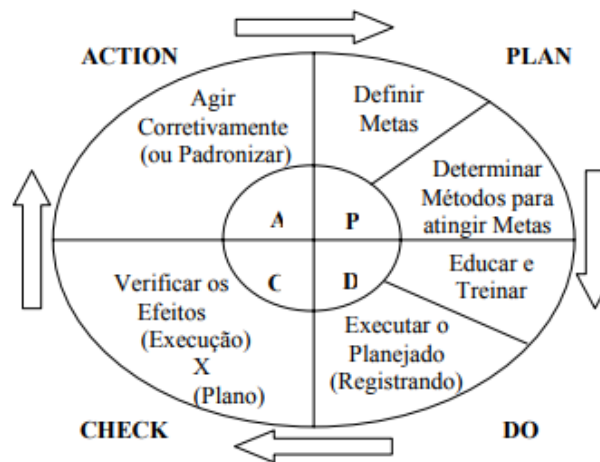 ACTION
PLAN
Agir
Corretivamente
(ou Padronizar)
Definir
Metas
Determinar
Métodos para
atingir Metas
A
P
C
D
Educar e
Treinar
Verificar os
Efeitos
(Execução)
X
(Plano)
Executar o
Planejado
(Registrando)
CHECK
DO